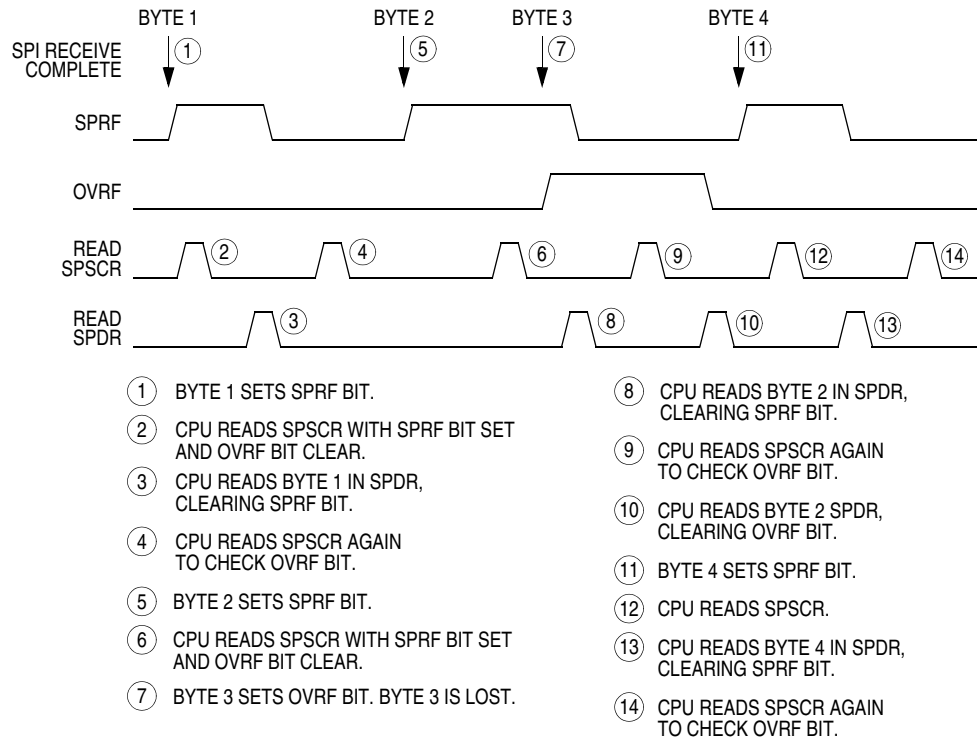 BYTE 1 BYTE 2 BYTE 3 BYTE 4
SPI RECEIVE
COMPLETE
1 5 7 11
SPRF
OVRF
READ
SPSCR
2 4 6 9 12 14
READ
SPDR
3 8 10 13
1 BYTE 1 SETS SPRF BIT.
2 CPU READS SPSCR WITH SPRF BIT SET
AND OVRF BIT CLEAR.
3 CPU READS BYTE 1 IN SPDR,
CLEARING SPRF BIT.
4 CPU READS SPSCR AGAIN
TO CHECK OVRF BIT.
5 BYTE 2 SETS SPRF BIT.
6 CPU READS SPSCR WITH SPRF BIT SET
AND OVRF BIT CLEAR.
7 BYTE 3 SETS OVRF BIT. BYTE 3 IS LOST.
8 CPU READS BYTE 2 IN SPDR,
CLEARING SPRF BIT.
9 CPU READS SPSCR AGAIN
TO CHECK OVRF BIT.
10 CPU READS BYTE 2 SPDR,
CLEARING OVRF BIT.
11 BYTE 4 SETS SPRF BIT.
12 CPU READS SPSCR.
13 CPU READS BYTE 4 IN SPDR,
CLEARING SPRF BIT.
14 CPU READS SPSCR AGAIN
TO CHECK OVRF BIT.